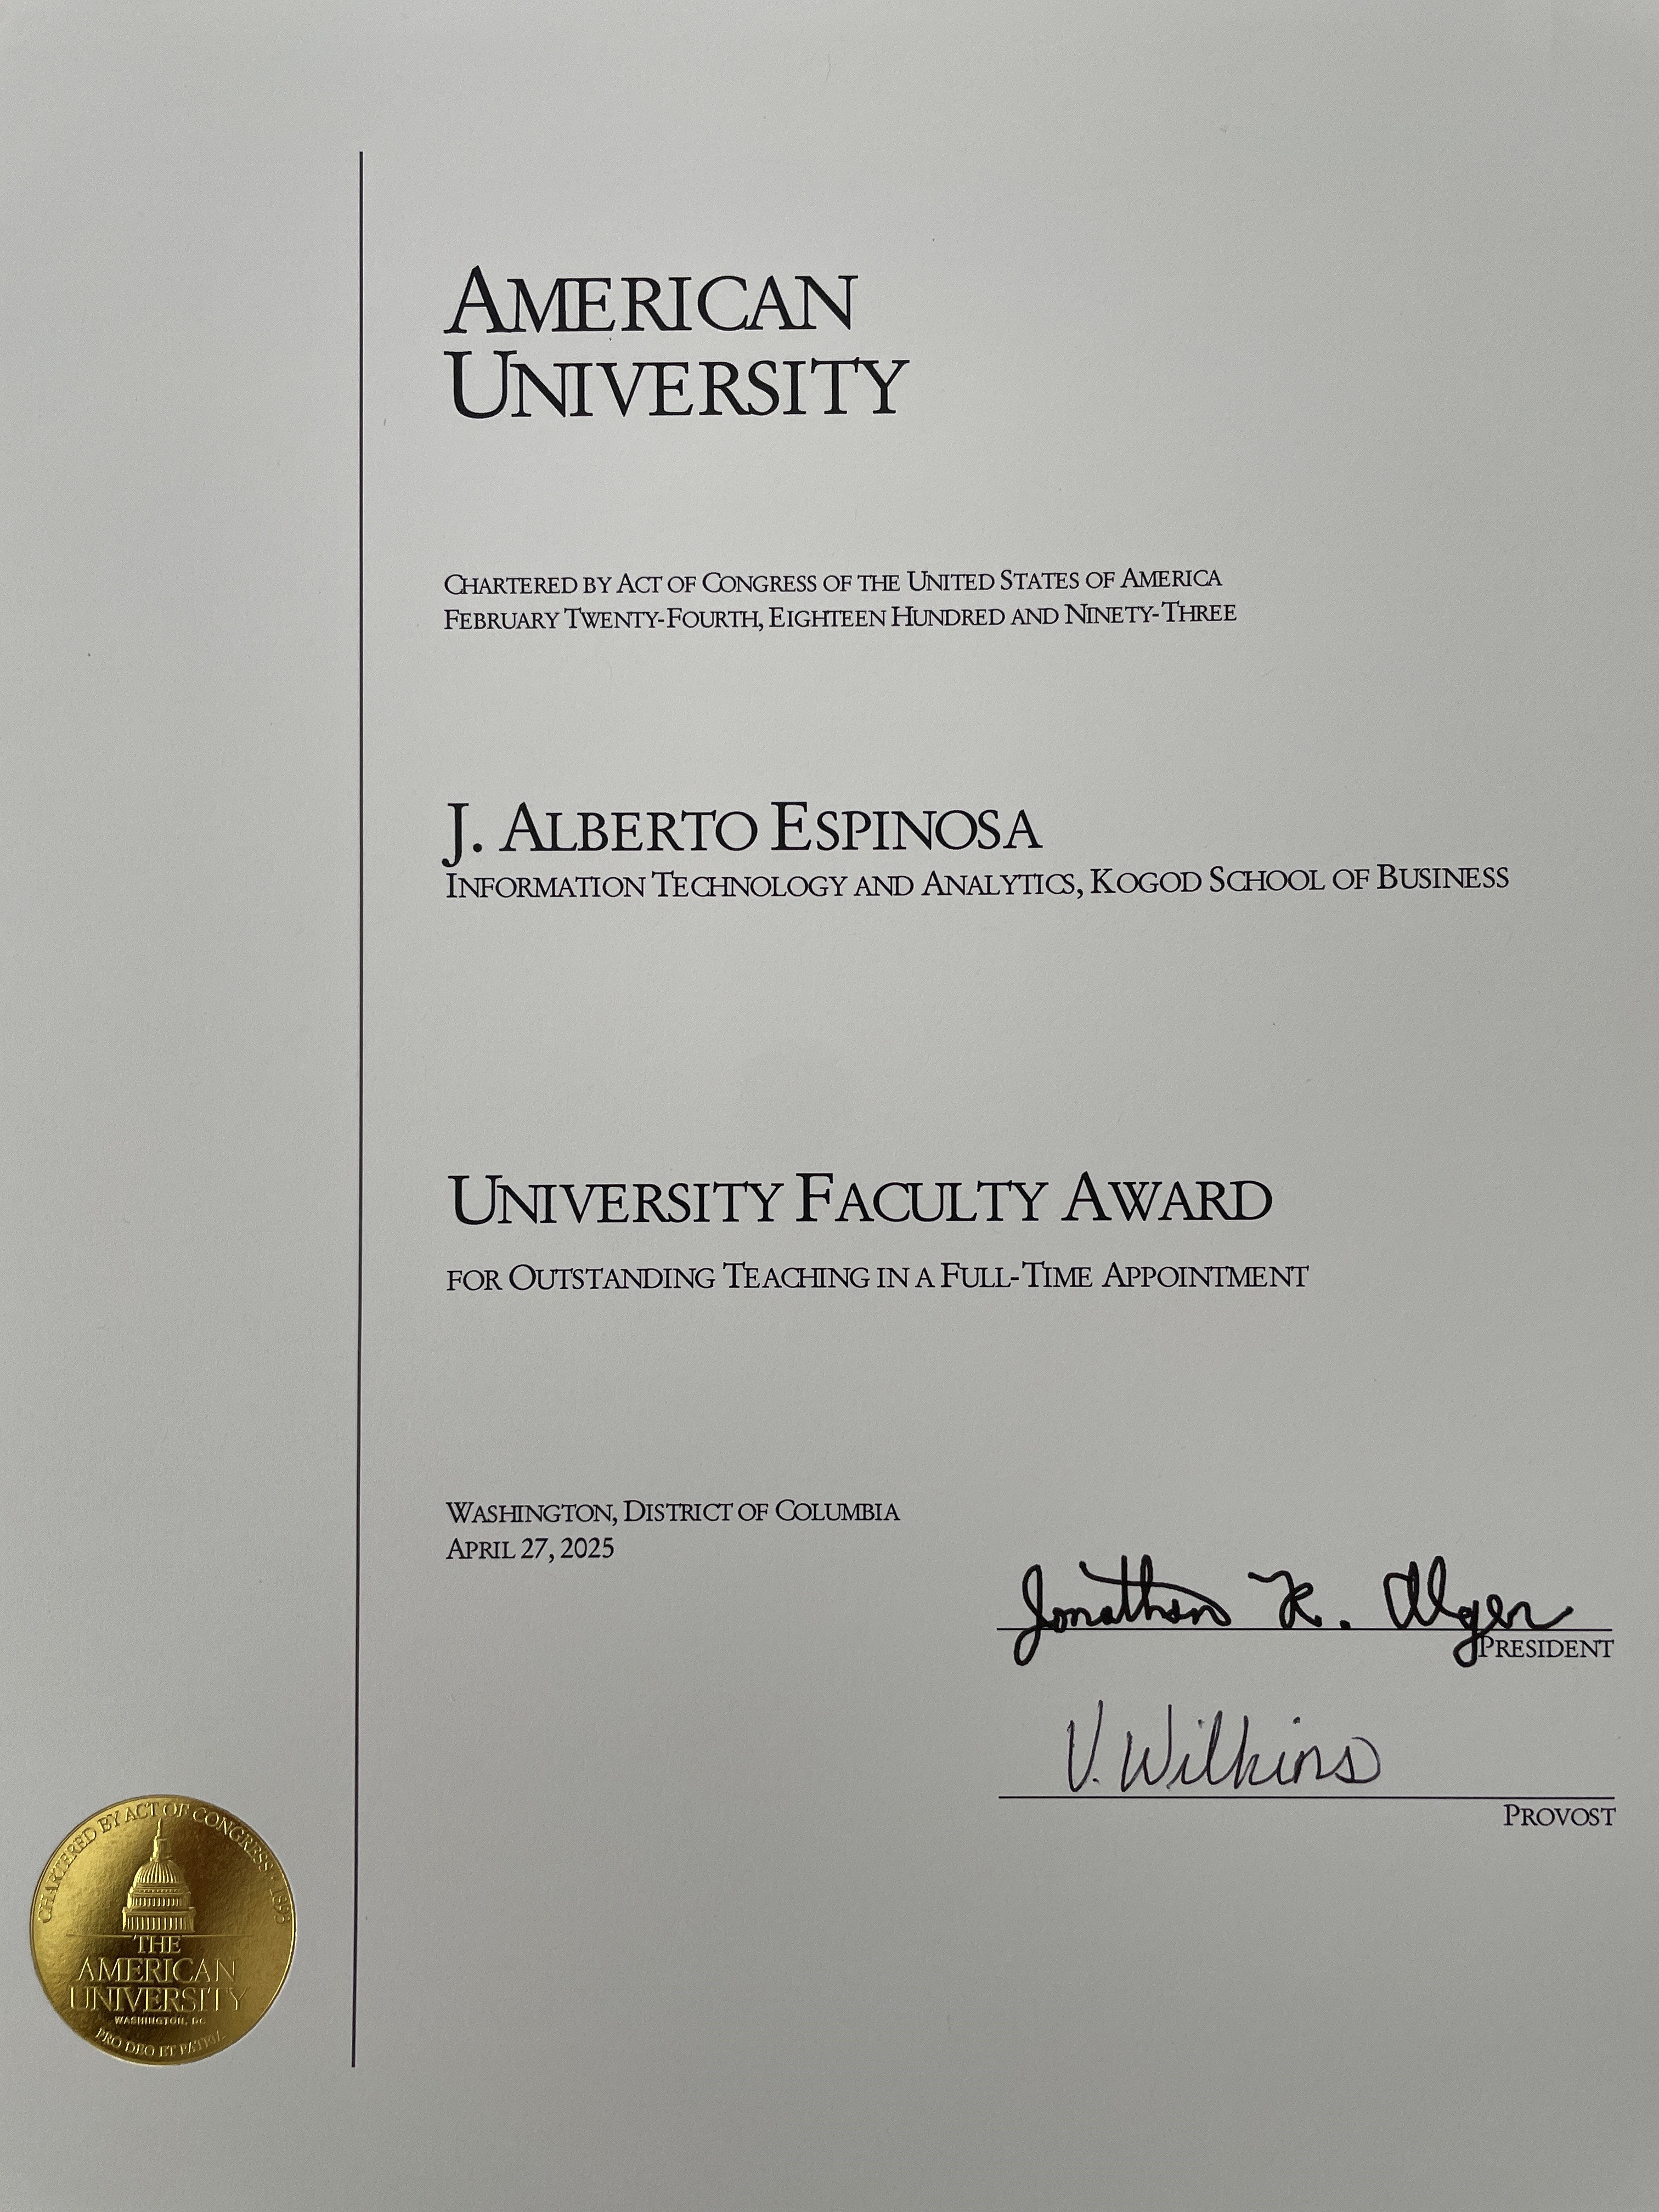 AMERICAN
UNIVERSITY
CHARTERED BY ACT OF CONGRESS OF THE UNITED STATES OF AMERICA
FEBRUARY TWENTY-FOURTH, EIGHTEEN HUNDRED AND NINETY-THREE
J. ALBERTO ESPINOSA
INFORMATION TECHNOLOGY AND ANALYTICS, KOGOD SCHOOL OF BUSINESS
UNIVERSITY FACULTY AWARD
FOR OUTSTANDING TEACHING IN A FULL-TIME APPOINTMENT
WASHINGTON, DISTRICT OF COLUMBIA
APRIL 27, 2025
Jonathan R. Alger
PRESIDENT
V. Wilkins
PROVOST
CHARTERED BY ACT OF CONGRESS · 1893
THE
AMERICAN
UNIVERSITY
WASHINGTON, DC
PRO DEO ET PATRIA